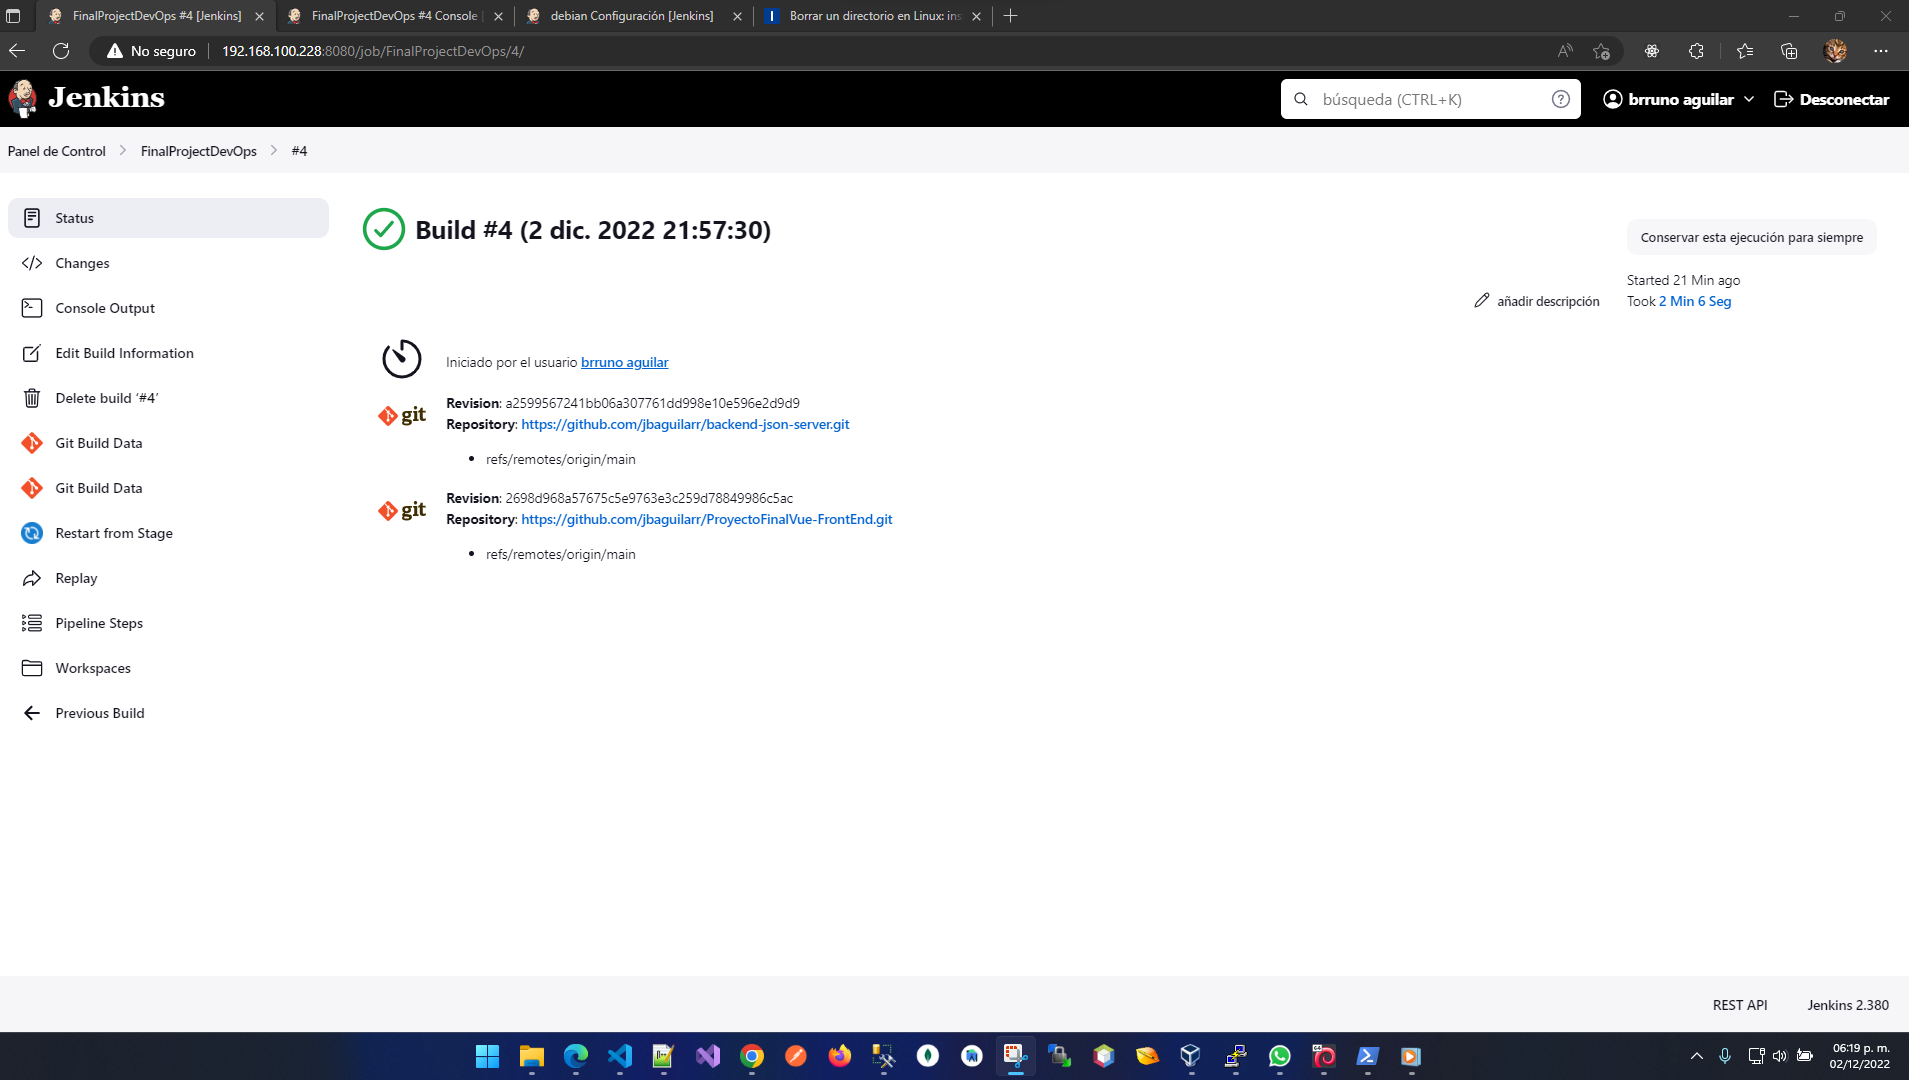 FinalProjectDevOps #4 [Jenkins]
FinalProjectDevOps #4 Console [
debian Configuración [Jenkins]
Borrar un directorio en Linux: ins
No seguro
192.168.100.228:8080/job/FinalProjectDevOps/4/
Jenkins
búsqueda (CTRL+K)
brruno aguilar
Desconectar
Panel de Control
FinalProjectDevOps
#4
Status
Changes
Console Output
Edit Build Information
Delete build ‘#4’
Git Build Data
Git Build Data
Restart from Stage
Replay
Pipeline Steps
Workspaces
Previous Build
Build #4 (2 dic. 2022 21:57:30)
Conservar esta ejecución para siempre
Started 21 Min ago
añadir descripción
Took 2 Min 6 Seg
Iniciado por el usuario brruno aguilar
git
Revision: a2599567241bb06a307761dd998e10e596e2d9d9
Repository: https://github.com/jbaguilarr/backend-json-server.git
refs/remotes/origin/main
git
Revision: 2698d968a57675c5e9763e3c259d78849986c5ac
Repository: https://github.com/jbaguilarr/ProyectoFinalVue-FrontEnd.git
refs/remotes/origin/main
REST API
Jenkins 2.380
06:19 p. m.
02/12/2022